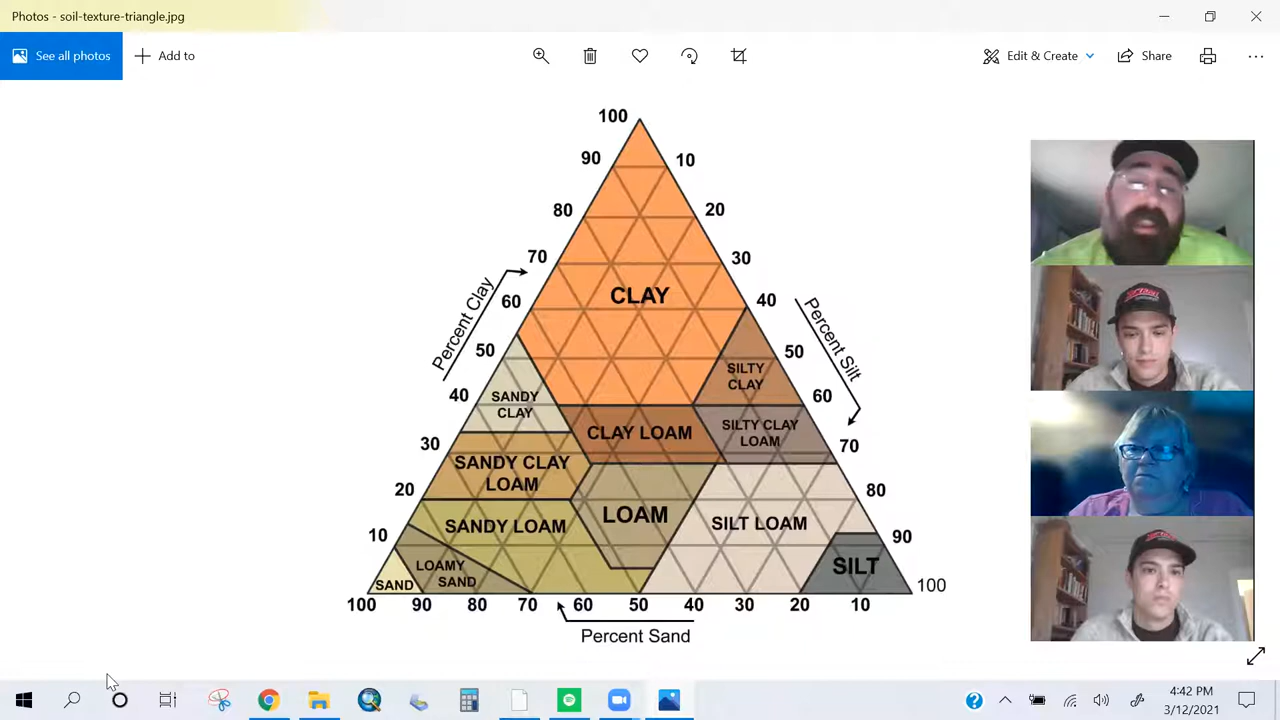 Photos - soil-texture-triangle.jpg
See all photos
Add to
Edit & Create
Share
100
90
10
80
20
70
30
Percent Clay
60
CLAY
40
Percent Silt
50
50
SILTY
CLAY
40
SANDY
CLAY
60
30
CLAY LOAM
SILTY CLAY
LOAM
70
20
SANDY CLAY
LOAM
80
10
SANDY LOAM
LOAM
SILT LOAM
90
SAND
LOAMY
SAND
SILT
100
100
90
80
70
60
50
40
30
20
10
Percent Sand
4:42 PM
3/12/2021